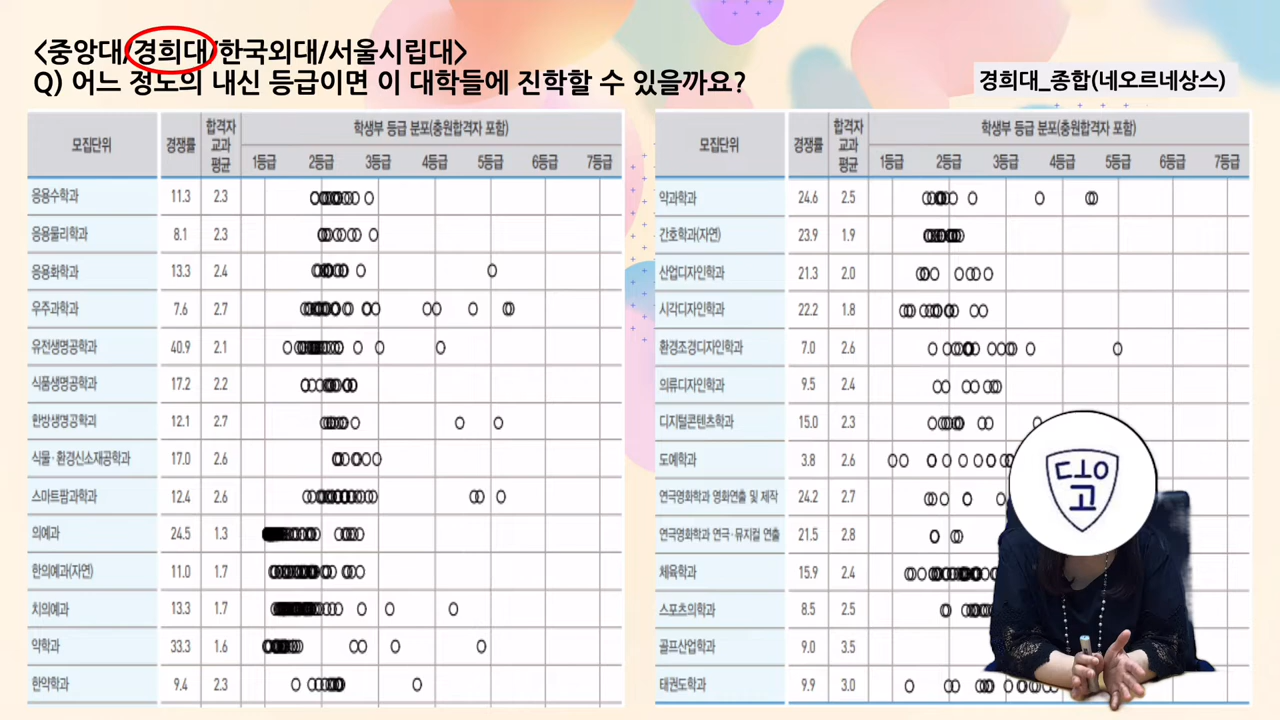 <중앙대/경희대/한국외대/서울시립대>
Q) 어느 정도의 내신 등급이면 이 대학들에 진학할 수 있을까요?
경희대_종합(네오르네상스)
모집단위 경쟁률 합격자 교과 평균 학생부 등급 분포(충원합격자 포함)
1등급 2등급 3등급 4등급 5등급 6등급 7등급
응용수학과 11.3 2.3
응용물리학과 8.1 2.3
응용화학과 13.3 2.4
우주과학과 7.6 2.7
유전생명공학과 40.9 2.1
식품생명공학과 17.2 2.2
한방생명공학과 12.1 2.7
식물·환경신소재공학과 17.0 2.6
스마트팜과학과 12.4 2.6
의예과 24.5 1.3
한의예과(자연) 11.0 1.7
치의예과 13.3 1.7
약학과 33.3 1.6
한약학과 9.4 2.3
모집단위 경쟁률 합격자 교과 평균 학생부 등급 분포(충원합격자 포함)
1등급 2등급 3등급 4등급 5등급 6등급 7등급
약과학과 24.6 2.5
간호학과(자연) 23.9 1.9
산업디자인학과 21.3 2.0
시각디자인학과 22.2 1.8
환경조경디자인학과 7.0 2.6
의류디자인학과 9.5 2.4
디지털콘텐츠학과 15.0 2.3
도예학과 3.8 2.6
연극영화학과 영화연출 및 제작 24.2 2.7
연극영화학과 연극·뮤지컬 연출 21.5 2.8
체육학과 15.9 2.4
스포츠의학과 8.5 2.5
골프산업학과 9.0 3.5
태권도학과 9.9 3.0